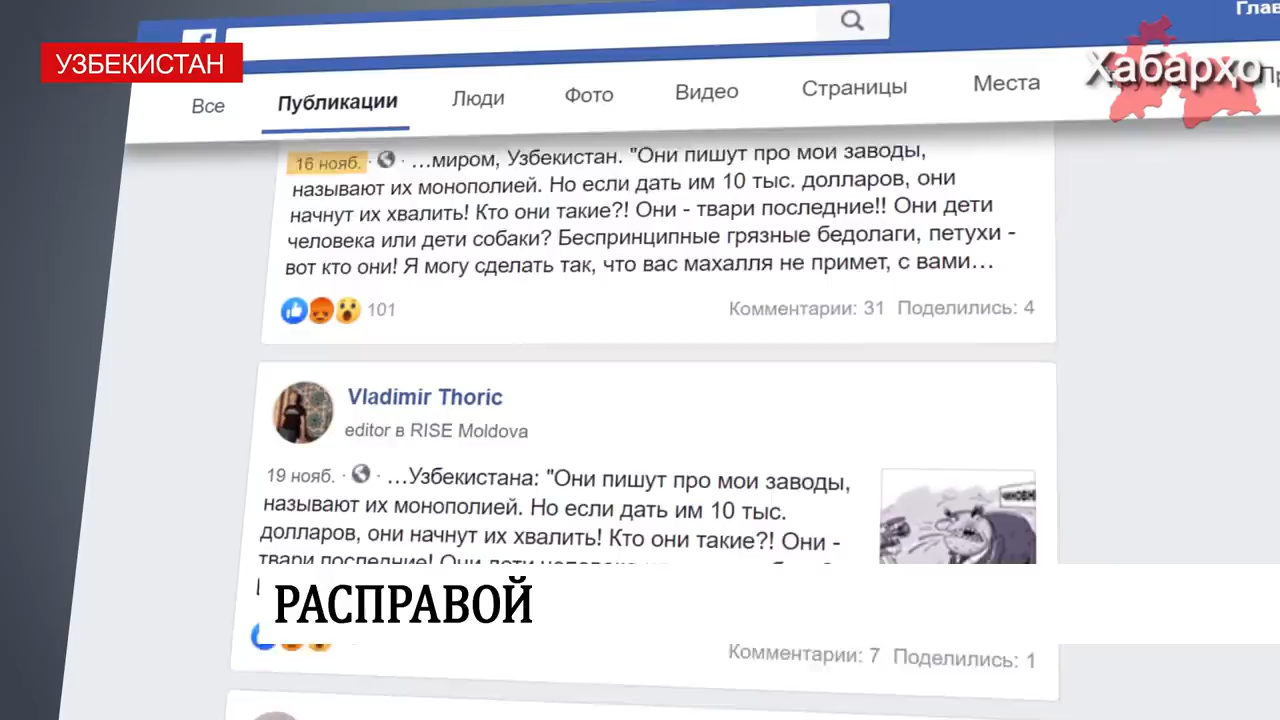 УЗБЕКИСТАН
Глав
Хабарҳо
Все Публикации Люди Фото Видео Страницы Места
16 нояб. · …миром, Узбекистан. "Они пишут про мои заводы,
называют их монополией. Но если дать им 10 тыс. долларов, они
начнут их хвалить! Кто они такие?! Они - твари последние!! Они дети
человека или дети собаки? Беспринципные грязные бедолаги, петухи -
вот кто они! Я могу сделать так, что вас махалля не примет, с вами…
101 Комментарии: 31 Поделились: 4
Vladimir Thoric
editor в RISE Moldova
19 нояб. · …Узбекистана: "Они пишут про мои заводы,
называют их монополией. Но если дать им 10 тыс.
долларов, они начнут их хвалить! Кто они такие?! Они -
твари последние! Они дети
РАСПРАВОЙ
Комментарии: 7 Поделились: 1